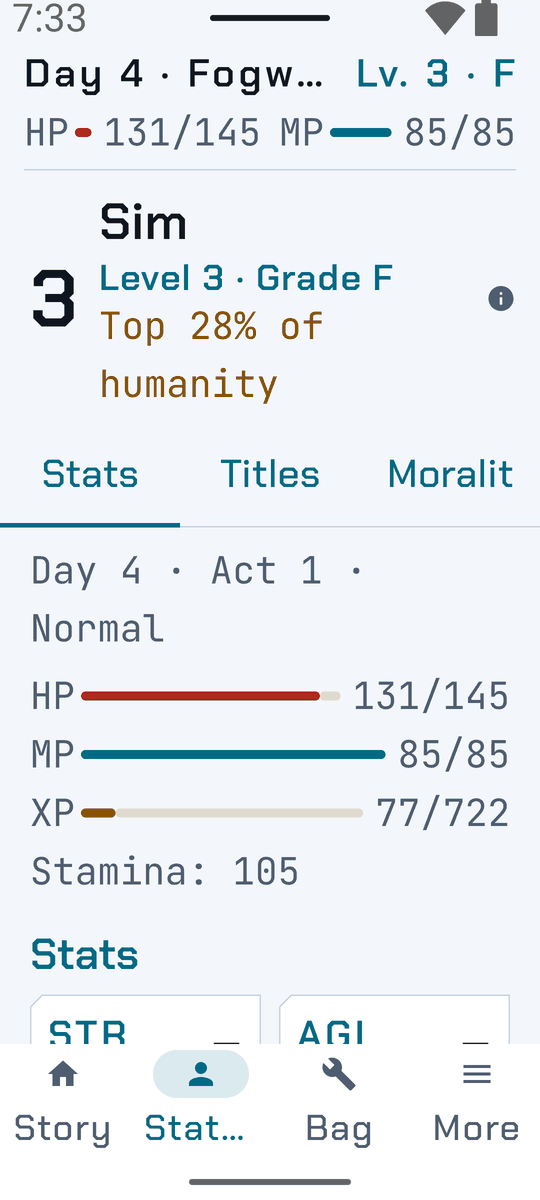 7:33
Day 4 · Fogw… Lv. 3 · F
HP 131/145 MP 85/85
Sim
3
Level 3 · Grade F
Top 28% of
humanity
Stats Titles Moralit
Day 4 · Act 1 ·
Normal
HP 131/145
MP 85/85
XP 77/722
Stamina: 105
Stats
STR AGI
Story Stat… Bag More